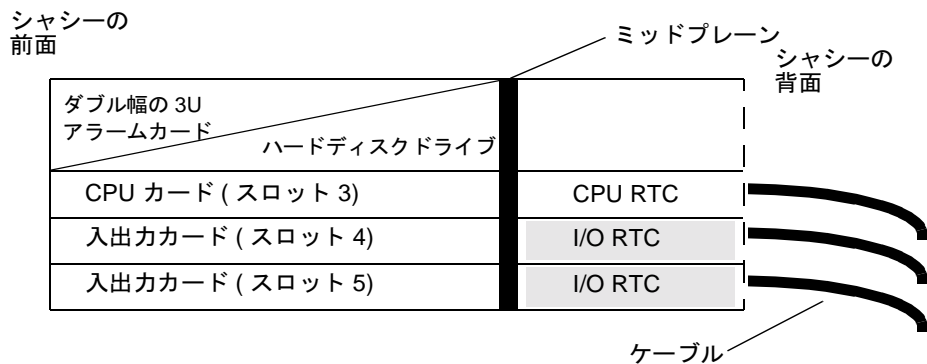 シャシーの
前面
ミッドプレーン
シャシーの
背面
ダブル幅の 3U
アラームカード
ハードディスクドライブ
CPU カード ( スロット 3)
CPU RTC
入出力カード ( スロット 4)
I/O RTC
入出力カード ( スロット 5)
I/O RTC
ケーブル